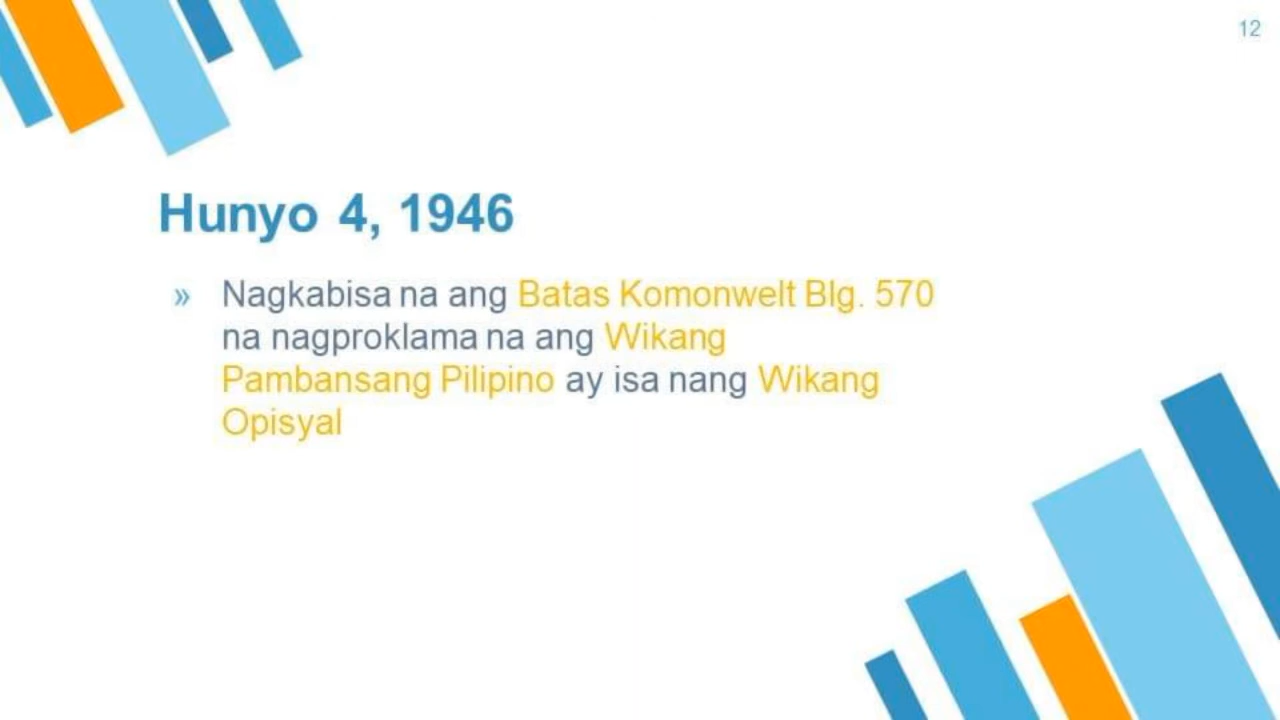 12
Hunyo 4, 1946
» Nagkabisa na ang Batas Komonwelt Blg. 570
na nagproklama na ang Wikang
Pambansang Pilipino ay isa nang Wikang
Opisyal